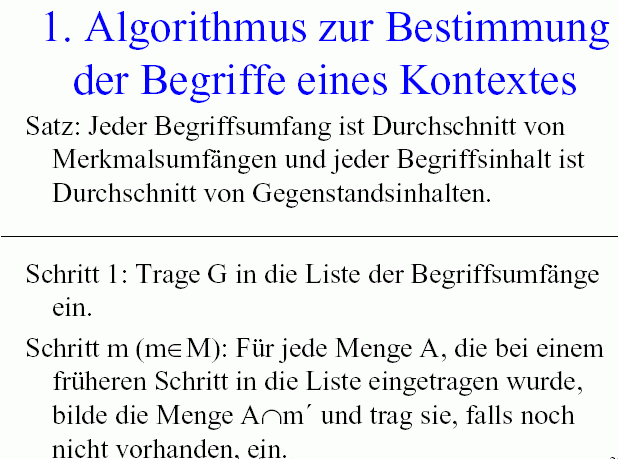 1. Algorithmus zur Bestimmung
der Begriffe eines Kontextes
Satz: Jeder Begriffsumfang ist Durchschnitt von
Merkmalsumfängen und jeder Begriffsinhalt ist
Durchschnitt von Gegenstandsinhalten.
Schritt 1: Trage G in die Liste der Begriffsumfänge
ein.
Schritt m (m∈M): Für jede Menge A, die bei einem
früheren Schritt in die Liste eingetragen wurde,
bilde die Menge A∩m´ und trag sie, falls noch
nicht vorhanden, ein.